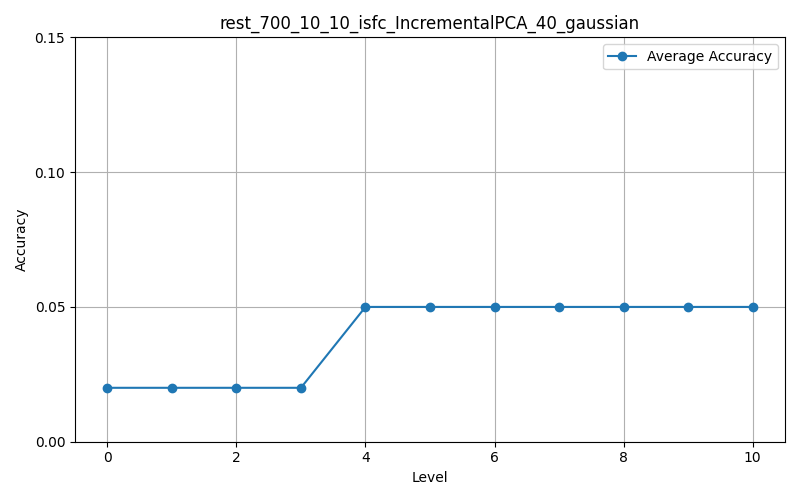 rest_700_10_10_isfc_IncrementalPCA_40_gaussian
Average Accuracy
Accuracy
0.15
0.10
0.05
0.00
0 2 4 6 8 10
Level